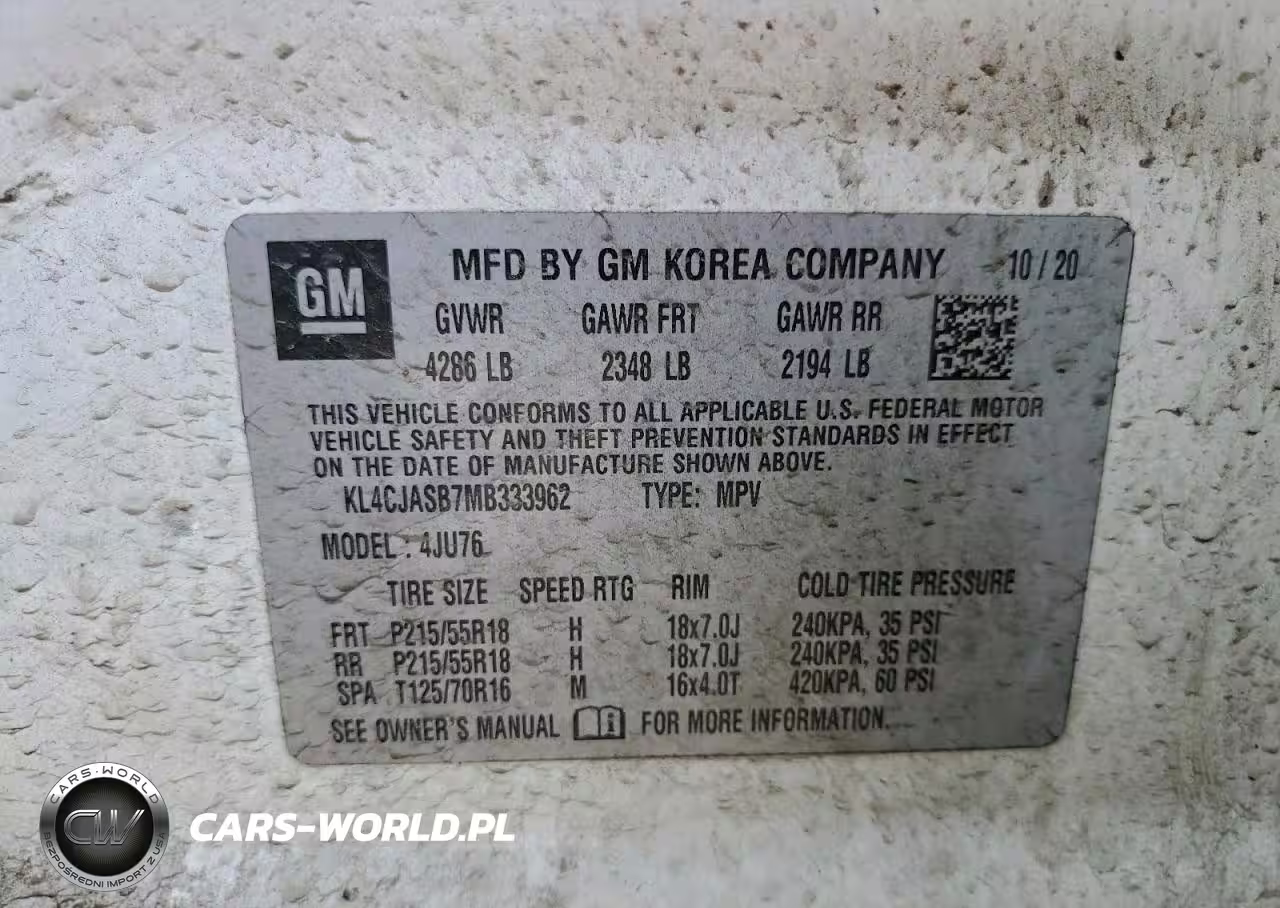 GM
MFD BY GM KOREA COMPANY 10/20
GVWR GAWR FRT GAWR RR
4286 LB 2348 LB 2194 LB
THIS VEHICLE CONFORMS TO ALL APPLICABLE U.S. FEDERAL MOTOR
VEHICLE SAFETY AND THEFT PREVENTION STANDARDS IN EFFECT
ON THE DATE OF MANUFACTURE SHOWN ABOVE.
KL4CJASB7MB333962 TYPE: MPV
MODEL : 4JU76
TIRE SIZE SPEED RTG RIM COLD TIRE PRESSURE
FRT P215/55R18 H 18x7.0J 240KPA, 35 PSI
RR P215/55R18 H 18x7.0J 240KPA, 35 PSI
SPA T125/70R16 M 16x4.0T 420KPA, 60 PSI
SEE OWNER'S MANUAL FOR MORE INFORMATION.
CARS-WORLD
CW
BEZPOŚREDNI IMPORT Z USA
CARS-WORLD.PL